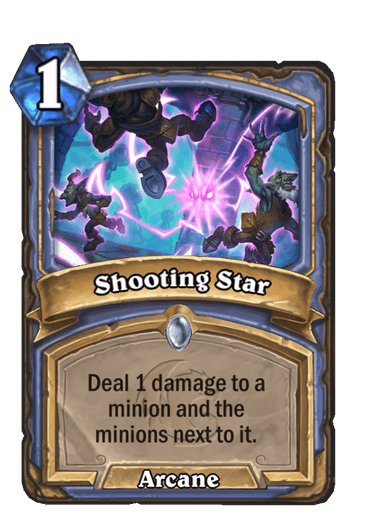 1
Shooting Star
Deal 1 damage to a
minion and the
minions next to it.
Arcane